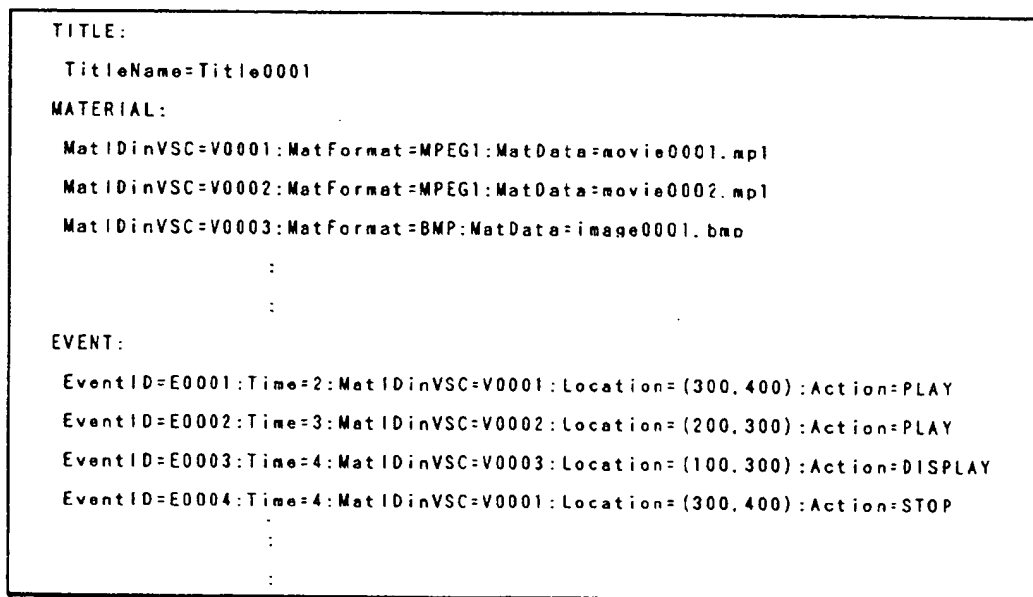 TITLE:
TitleName=Title0001
MATERIAL:
MatIDinVSC=V0001:MatFormat=MPEG1:MatData=movie0001.mp1
MatIDinVSC=V0002:MatFormat=MPEG1:MatData=movie0002.mp1
MatIDinVSC=V0003:MatFormat=BMP:MatData=image0001.bmp
:
:
EVENT:
EventID=E0001:Time=2:MatIDinVSC=V0001:Location=(300,400):Action=PLAY
EventID=E0002:Time=3:MatIDinVSC=V0002:Location=(200,300):Action=PLAY
EventID=E0003:Time=4:MatIDinVSC=V0003:Location=(100,300):Action=DISPLAY
EventID=E0004:Time=4:MatIDinVSC=V0001:Location=(300,400):Action=STOP
:
: